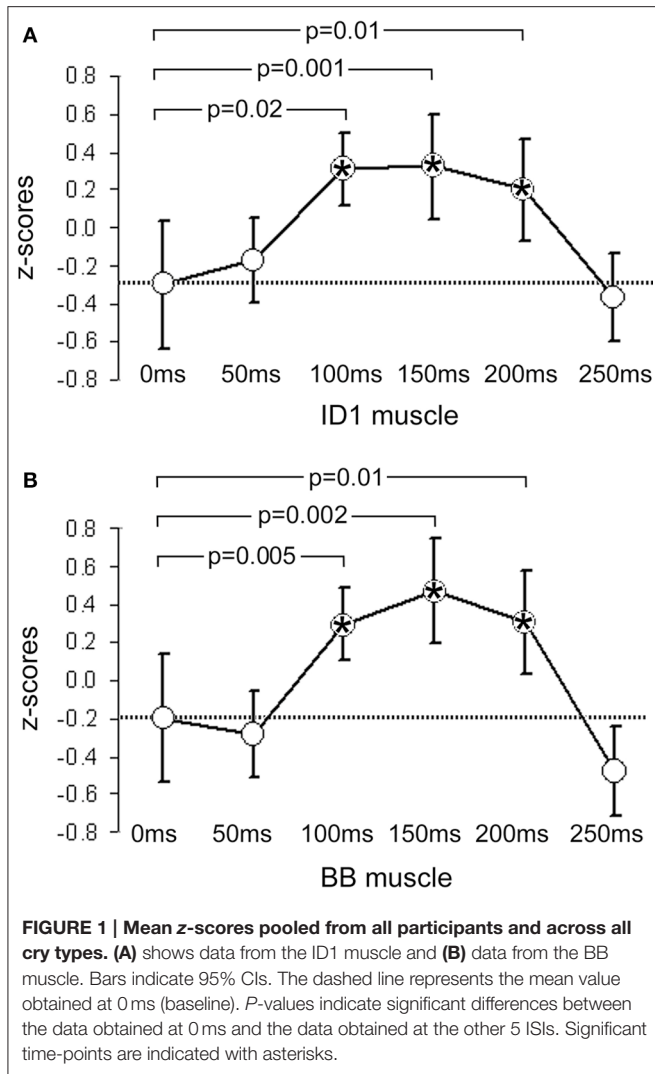 A
p=0.01
p=0.001
p=0.02
0.8
0.6
0.4
0.2
0.0
-0.2
-0.4
-0.6
-0.8
z-scores
0ms 50ms 100ms 150ms 200ms 250ms
ID1 muscle
B
p=0.01
p=0.002
p=0.005
0.8
0.6
0.4
0.2
0.0
-0.2
-0.4
-0.6
-0.8
z-scores
0ms 50ms 100ms 150ms 200ms 250ms
BB muscle
FIGURE 1 | Mean z-scores pooled from all participants and across all
cry types. (A) shows data from the ID1 muscle and (B) data from the BB
muscle. Bars indicate 95% CIs. The dashed line represents the mean value
obtained at 0 ms (baseline). P-values indicate significant differences between
the data obtained at 0 ms and the data obtained at the other 5 ISIs. Significant
time-points are indicated with asterisks.